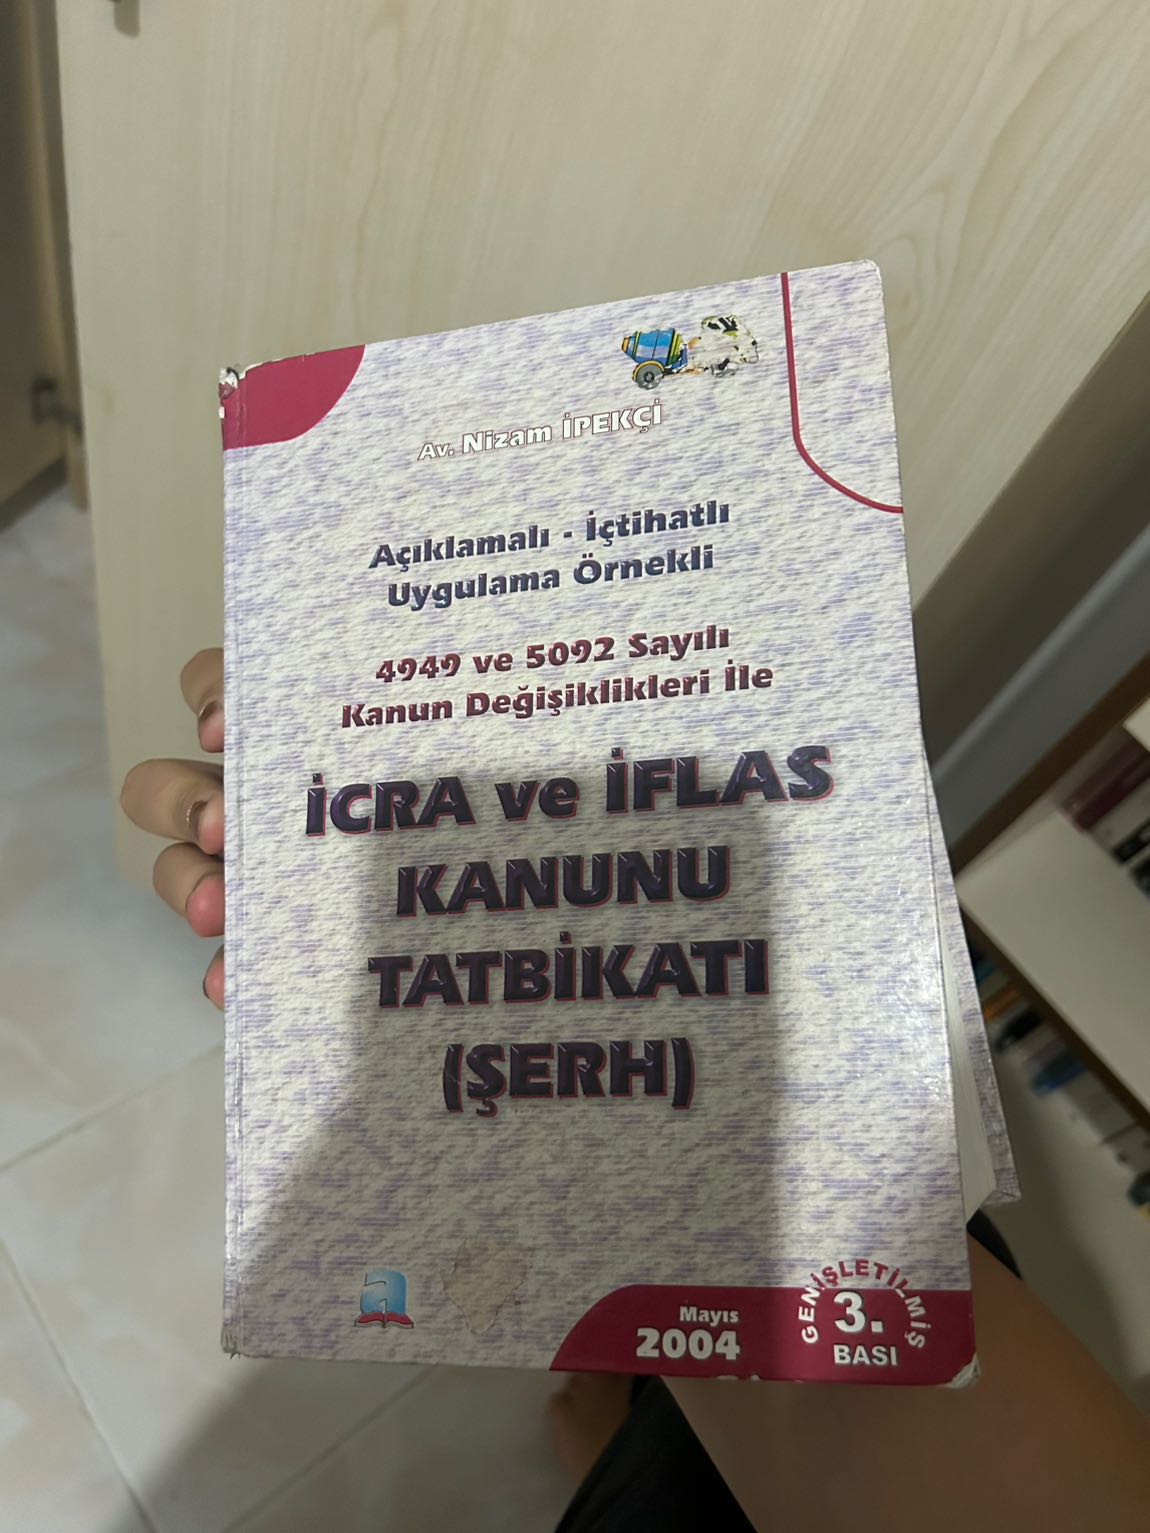 Av. Nizam İPEKÇİ
Açıklamalı - İçtihatlı
Uygulama Örnekli
4949 ve 5092 Sayılı
Kanun Değişiklikleri İle
İCRA ve İFLAS
KANUNU
TATBİKATI
(ŞERH)
a
Mayıs
2004
GENİŞLETİLMİŞ
3.
BASI